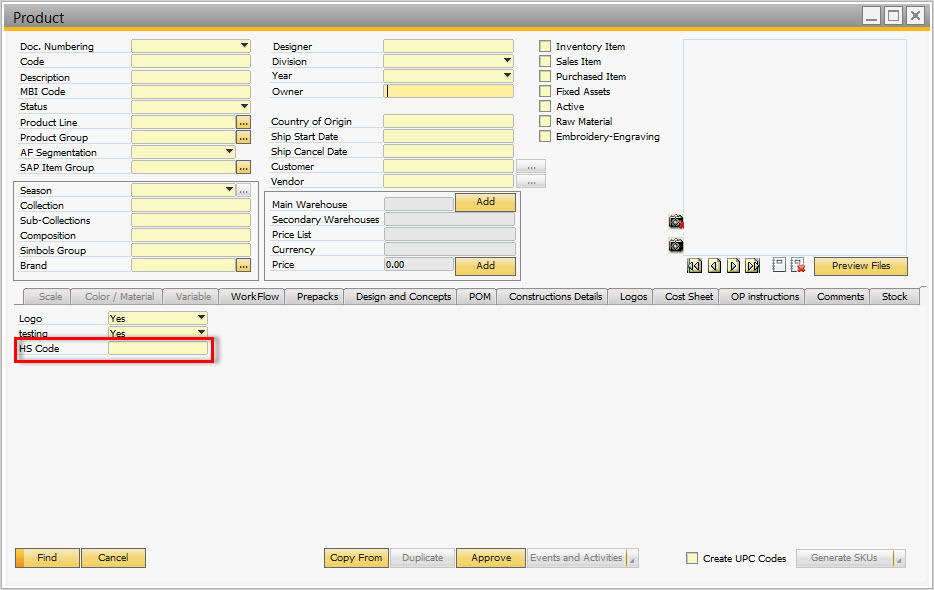 Product
Doc. Numbering
Code
Description
MBI Code
Status
Product Line
...
Product Group
...
AF Segmentation
SAP Item Group
...
Designer
Division
Year
Owner
Country of Origin
Ship Start Date
Ship Cancel Date
Customer
...
Vendor
...
Inventory Item
Sales Item
Purchased Item
Fixed Assets
Active
Raw Material
Embroidery-Engraving
Season
...
Collection
Sub-Collections
Composition
Simbols Group
Brand
...
Main Warehouse
Add
Secondary Warehouses
Price List
Currency
Price
0.00
Add
Preview Files
Scale Color / Material Variable WorkFlow Prepacks Design and Concepts POM Constructions Details Logos Cost Sheet OP instructions Comments Stock
Logo Yes
testing Yes
HS Code
Find Cancel Copy From Duplicate Approve Events and Activities Create UPC Codes Generate SKUs